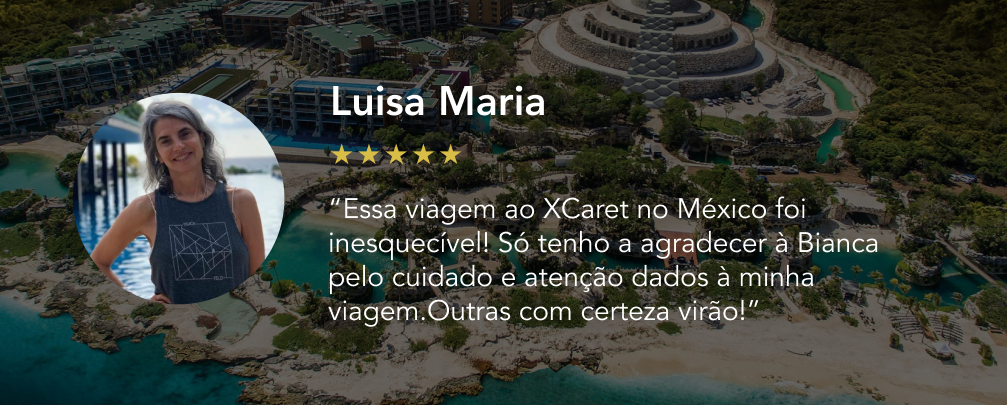 Luisa Maria
“Essa viagem ao XCaret no México foi
inesquecível! Só tenho a agradecer à Bianca
pelo cuidado e atenção dados à minha
viagem.Outras com certeza virão!”